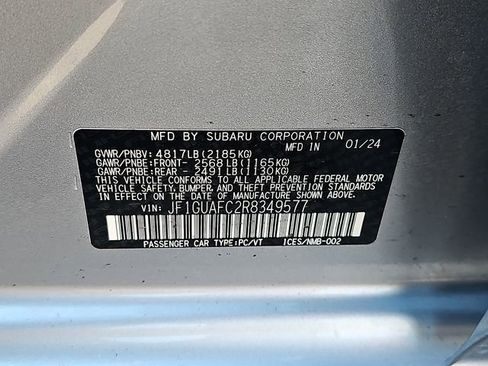 MFD BY SUBARU CORPORATION
GVWR/PNBV: 4817LB(2185KG) MFD IN 01/24
GAWR/PNBE:FRONT- 2568LB(1165KG)
GAWR/PNBE:REAR - 2491LB(1130KG)
THIS VEHICLE CONFORMS TO ALL APPLICABLE FEDERAL MOTOR
VEHICLE SAFETY, BUMPER, AND THEFT PREVENTION STANDARDS
IN EFFECT ON THE DATE OF MANUFACTURE SHOWN ABOVE.
VIN: JF1GUAFC2R8349577
PASSENGER CAR TYPE:PC/VT ICES/NMB-002